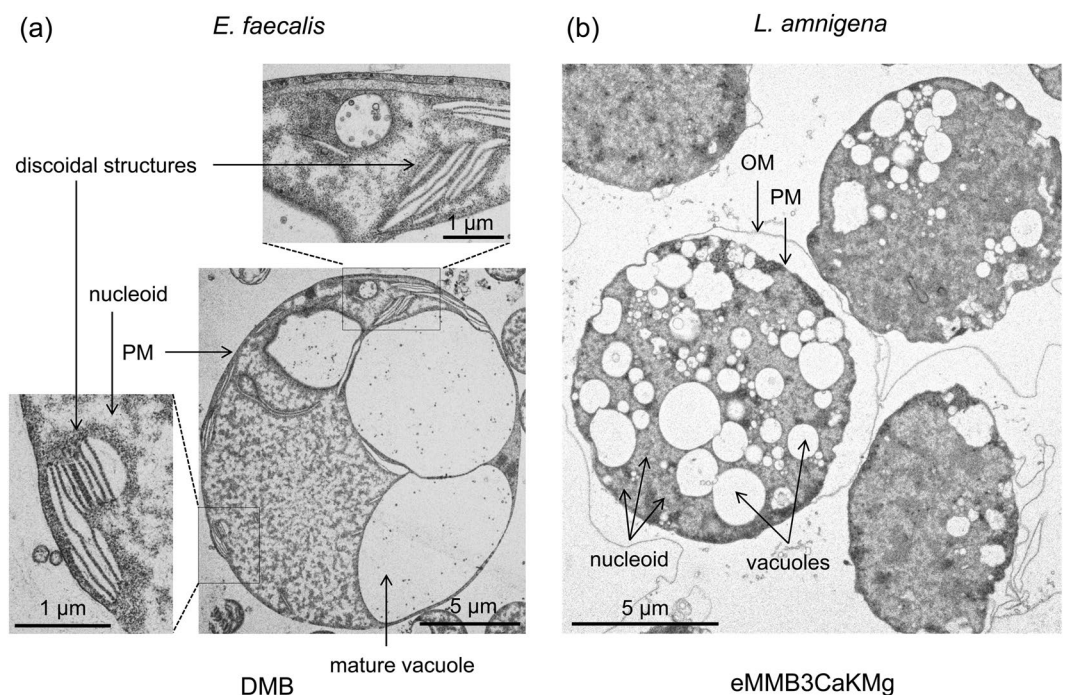 (a)
E. faecalis
discoidal structures
1 µm
nucleoid
PM
1 µm
5 µm
mature vacuole
DMB
(b)
L. amnigena
OM
PM
nucleoid
vacuoles
5 µm
eMMB3CaKMg